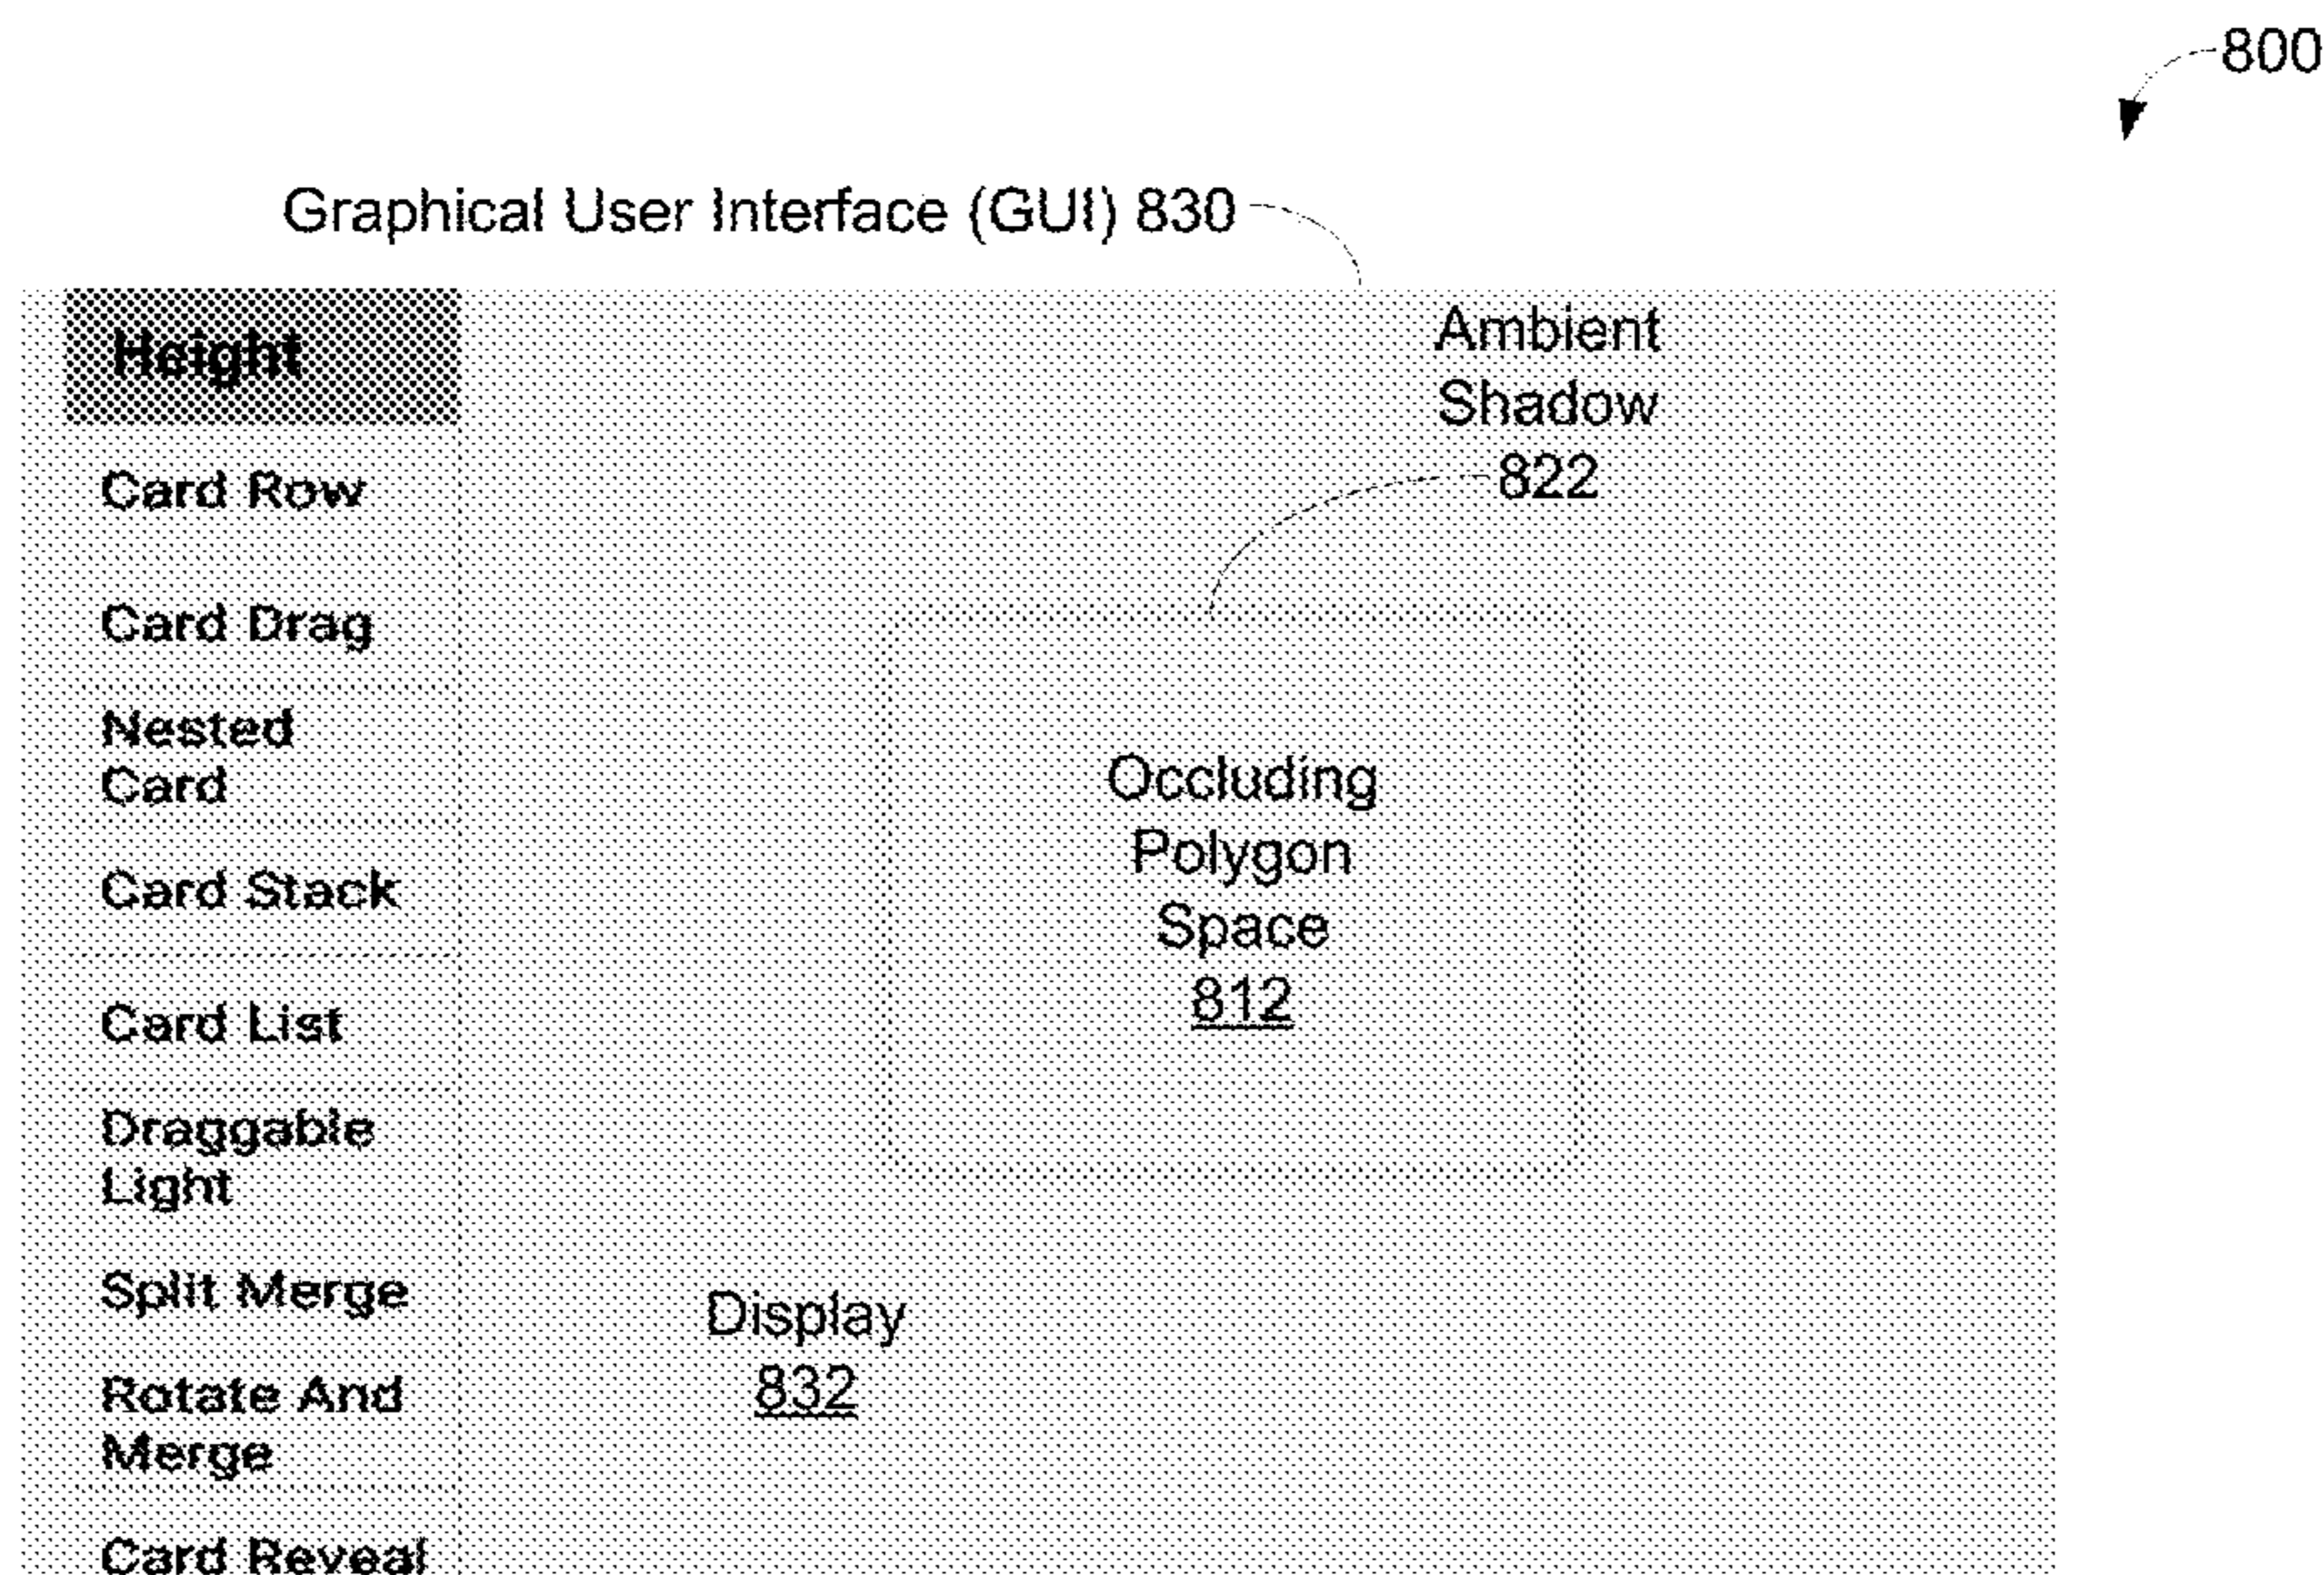 800
Graphical User Interface (GUI) 830
Height
Ambient
Shadow
822
Card Row
Card Drag
Nested
Card
Card Stack
Card List
Draggable
Light
Split Merge
Rotate And
Merge
Card Reveal
Occluding
Polygon
Space
812
Display
832